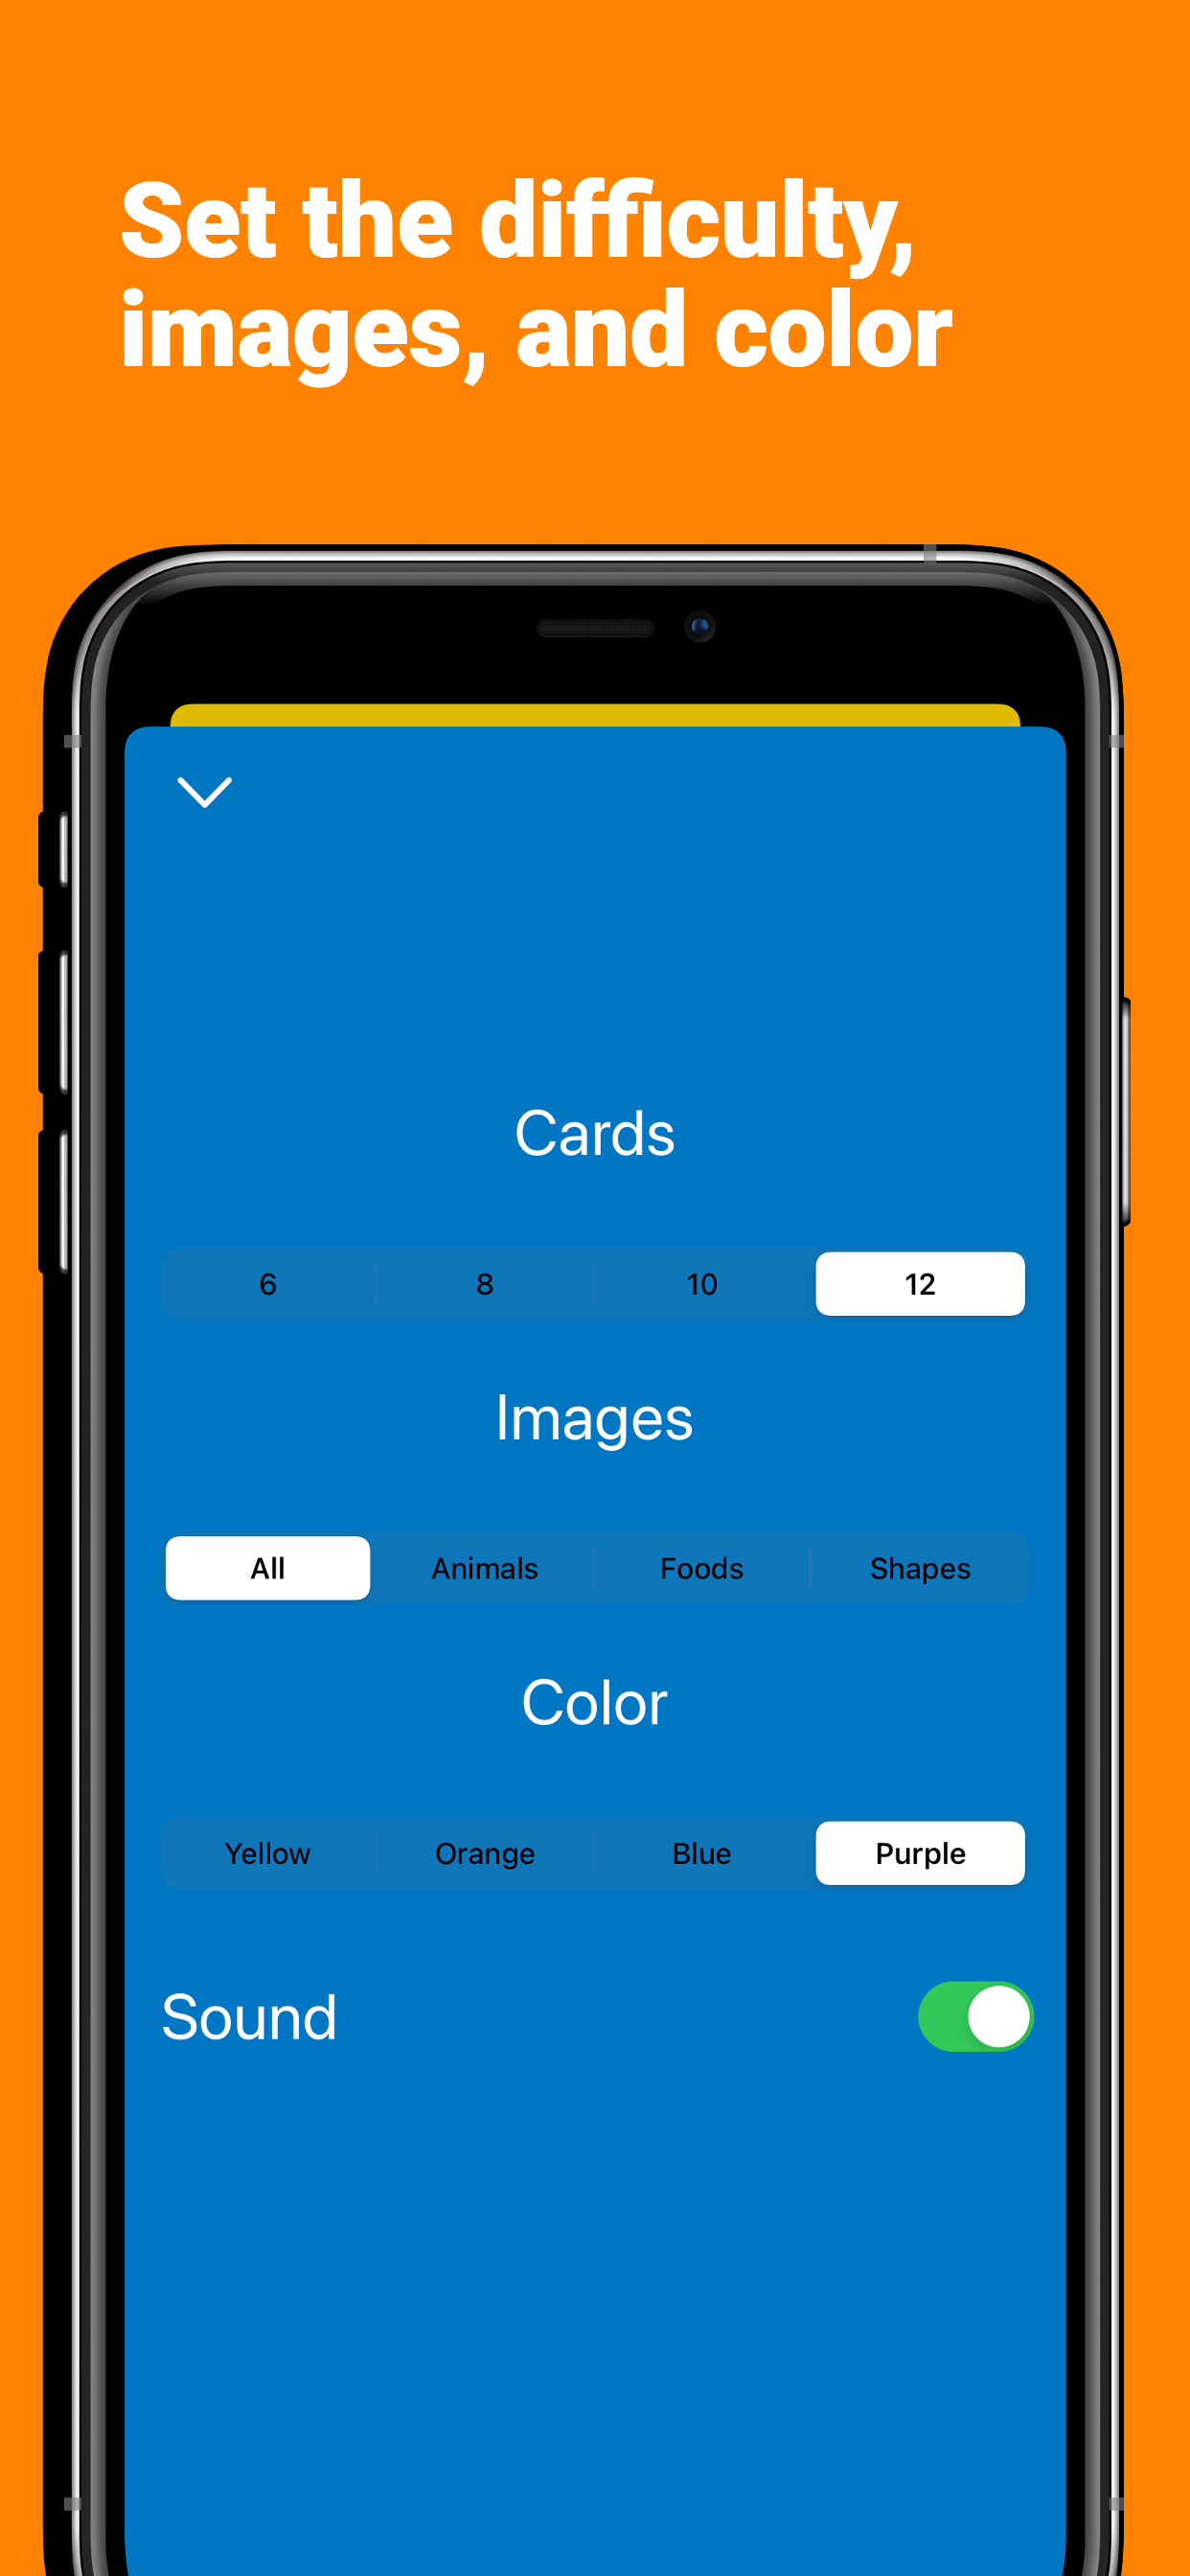 Set the difficulty,
images, and color
Cards
6 8 10 12
Images
All Animals Foods Shapes
Color
Yellow Orange Blue Purple
Sound